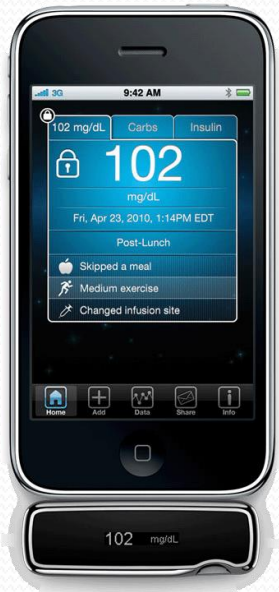 3G 9:42 AM
102 mg/dL Carbs Insulin
102
mg/dL
Fri, Apr 23, 2010, 1:14PM EDT
Post-Lunch
Skipped a meal
Medium exercise
Changed infusion site
Home Add Data Share Info
102 mg/dL